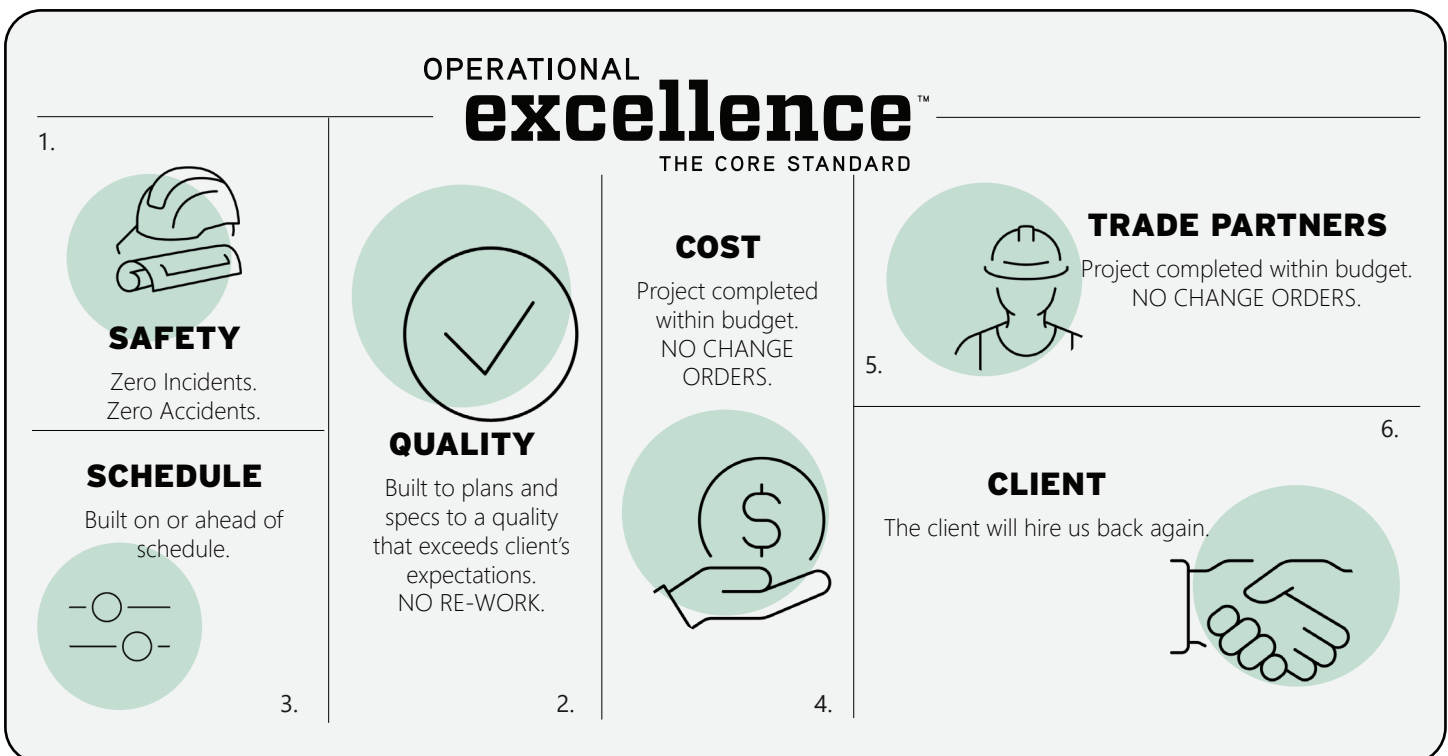 OPERATIONAL
excellence™
THE CORE STANDARD
1.
SAFETY
Zero Incidents.
Zero Accidents.
QUALITY
Built to plans and
specs to a quality
that exceeds client’s
expectations.
NO RE-WORK.
2.
SCHEDULE
Built on or ahead of
schedule.
3.
COST
Project completed
within budget.
NO CHANGE
ORDERS.
4.
TRADE PARTNERS
Project completed within budget.
NO CHANGE ORDERS.
5.
6.
CLIENT
The client will hire us back again.
$